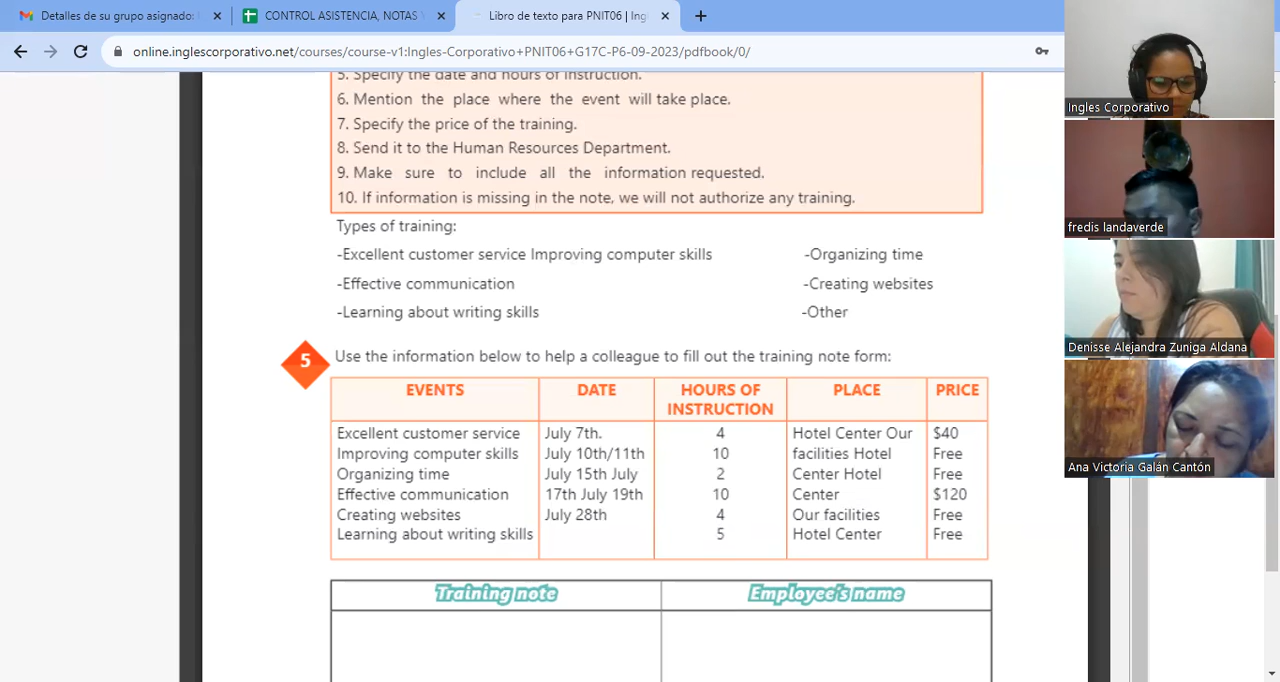 Detalles de su grupo asignado:
CONTROL ASISTENCIA, NOTAS
Libro de texto para PNIT06 | Ing
online.inglescorporativo.net/courses/course-v1:Ingles-Corporativo+PNIT06+G17C-P6-09-2023/pdfbook/0/
5. Specify the date and hours of instruction.
6. Mention the place where the event will take place.
7. Specify the price of the training.
8. Send it to the Human Resources Department.
9. Make sure to include all the information requested.
10. If information is missing in the note, we will not authorize any training.
Types of training:
-Excellent customer service Improving computer skills -Organizing time
-Effective communication -Creating websites
-Learning about writing skills -Other
5 Use the information below to help a colleague to fill out the training note form:
EVENTS DATE HOURS OF INSTRUCTION PLACE PRICE
Excellent customer service July 7th. 4 Hotel Center Our $40
Improving computer skills July 10th/11th 10 facilities Hotel Free
Organizing time July 15th July 2 Center Hotel Free
Effective communication 17th July 19th 10 Center $120
Creating websites July 28th 4 Our facilities Free
Learning about writing skills 5 Hotel Center Free
Training note Employee's name
Ingles Corporativo
fredis landaverde
Denisse Alejandra Zuniga Aldana
Ana Victoria Galán Cantón